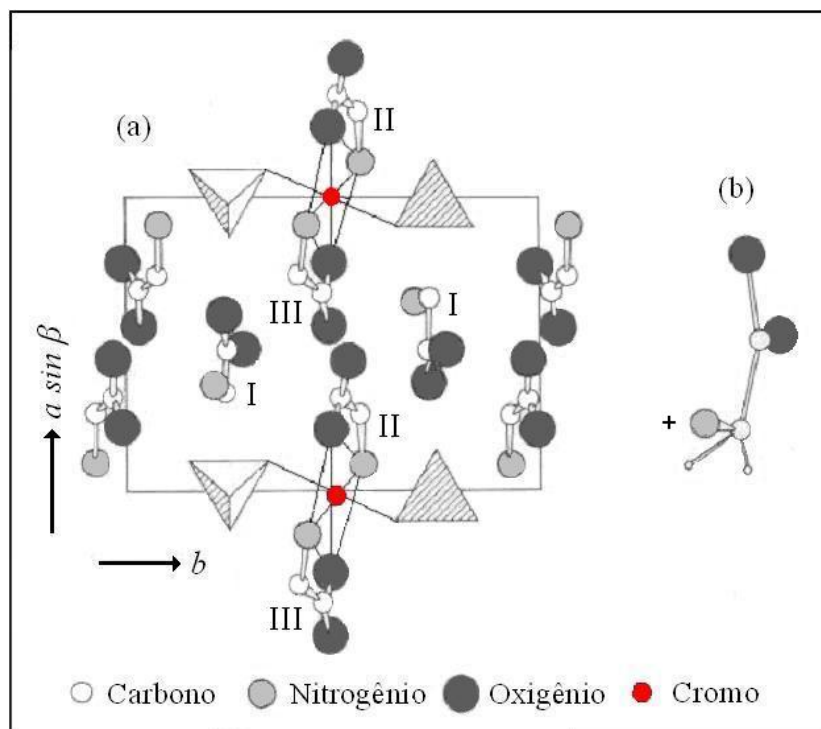 (a)
II
(b)
III
I
I
a sin β
II
+
b
III
Carbono
Nitrogênio
Oxigênio
Cromo